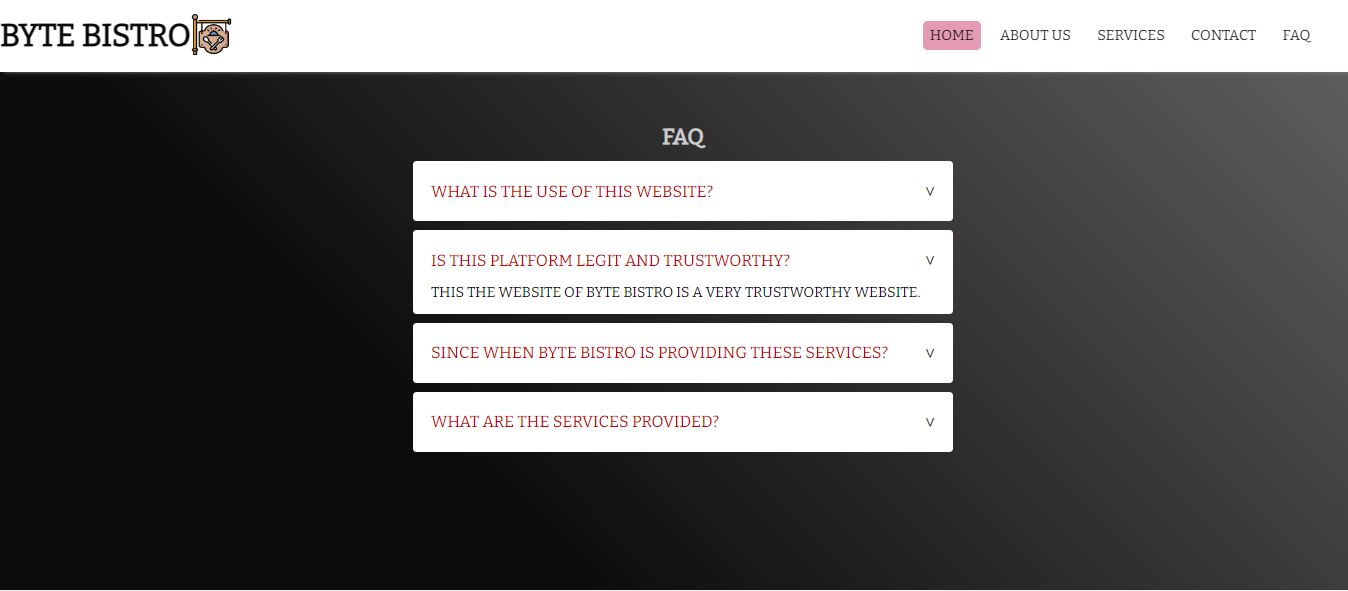 BYTE BISTRO
HOME ABOUT US SERVICES CONTACT FAQ
FAQ
WHAT IS THE USE OF THIS WEBSITE? V
IS THIS PLATFORM LEGIT AND TRUSTWORTHY? V
THIS THE WEBSITE OF BYTE BISTRO IS A VERY TRUSTWORTHY WEBSITE.
SINCE WHEN BYTE BISTRO IS PROVIDING THESE SERVICES? V
WHAT ARE THE SERVICES PROVIDED? V